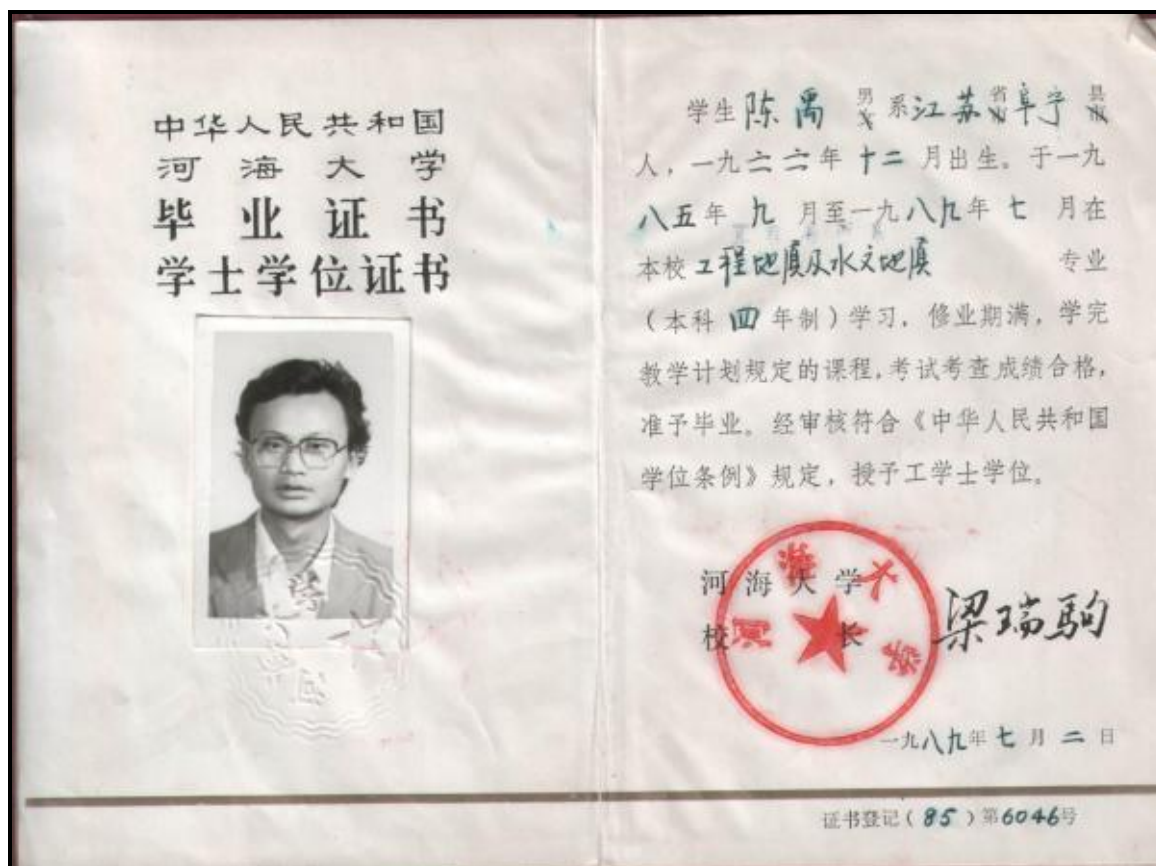 中华人民共和国
河海大学
毕业证书
学士学位证书
学生陈禹 男 系江苏省阜宁县
人，一九六六年十二月出生。于一九
八五年九月至一九八九年七月在
本校工程地质及水文地质专业
（本科四年制）学习，修业期满，学完
教学计划规定的课程，考试考查成绩合格，
准予毕业。经审核符合《中华人民共和国
学位条例》规定，授予工学士学位。
河海大学
校长 梁瑞驹
河海大学
一九八九年七月二日
证书登记（85）第6046号